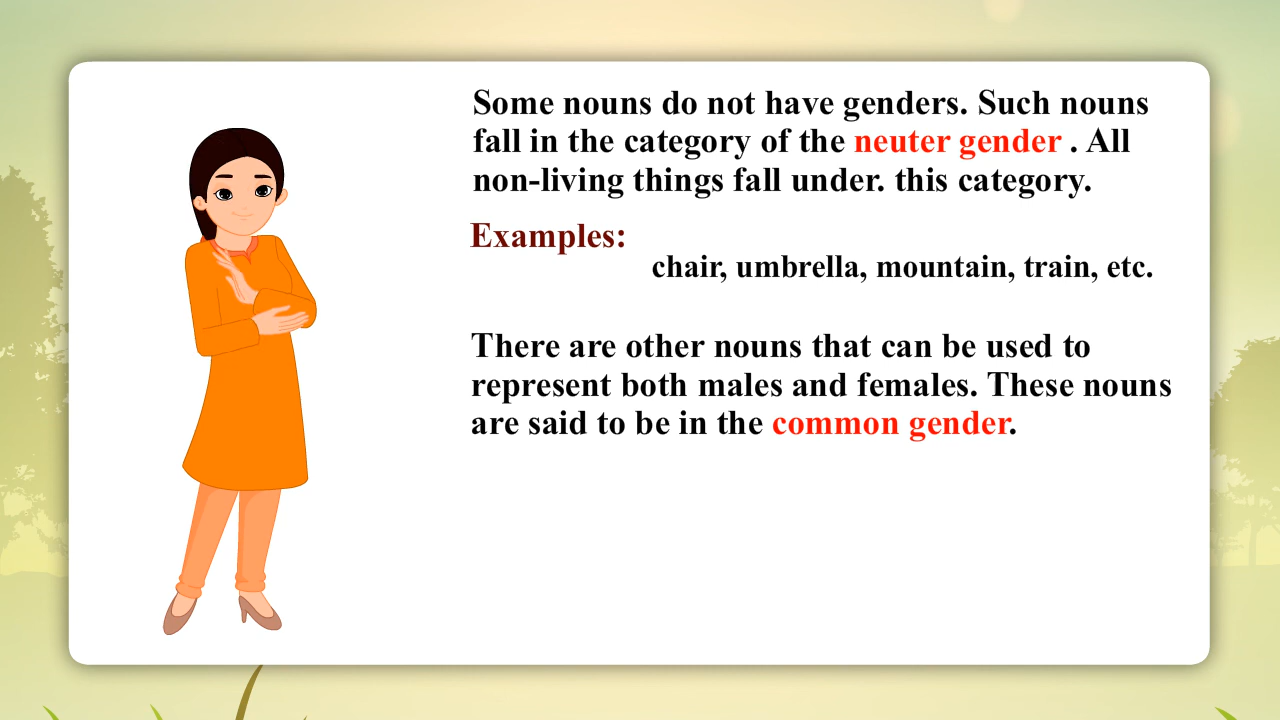 Some nouns do not have genders. Such nouns
fall in the category of the neuter gender . All
non-living things fall under. this category.
Examples:
chair, umbrella, mountain, train, etc.
There are other nouns that can be used to
represent both males and females. These nouns
are said to be in the common gender.